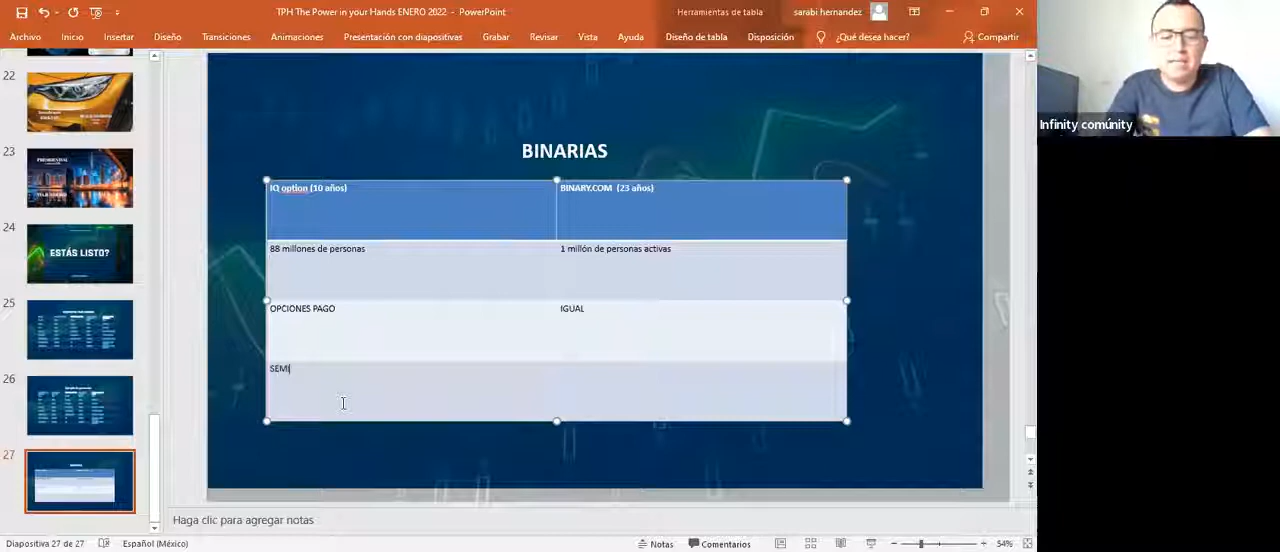 TPH The Power in your Hands ENERO 2022 - PowerPoint
Herramientas de tabla
sarabi hernandez
Archivo Inicio Insertar Diseño Transiciones Animaciones Presentación con diapositivas Grabar Revisar Vista Ayuda Diseño de tabla Disposición ¿Qué desea hacer? Compartir
22
23
PRESIDENTIAL
24
ESTÁS LISTO?
25
26
27
BINARIAS
IQ option (10 años) BINARY.COM (23 años)
88 millones de personas 1 millón de personas activas
OPCIONES PAGO IGUAL
SEMI
Haga clic para agregar notas
Diapositiva 27 de 27 Español (México) Notas Comentarios 54%
Infinity comúnity